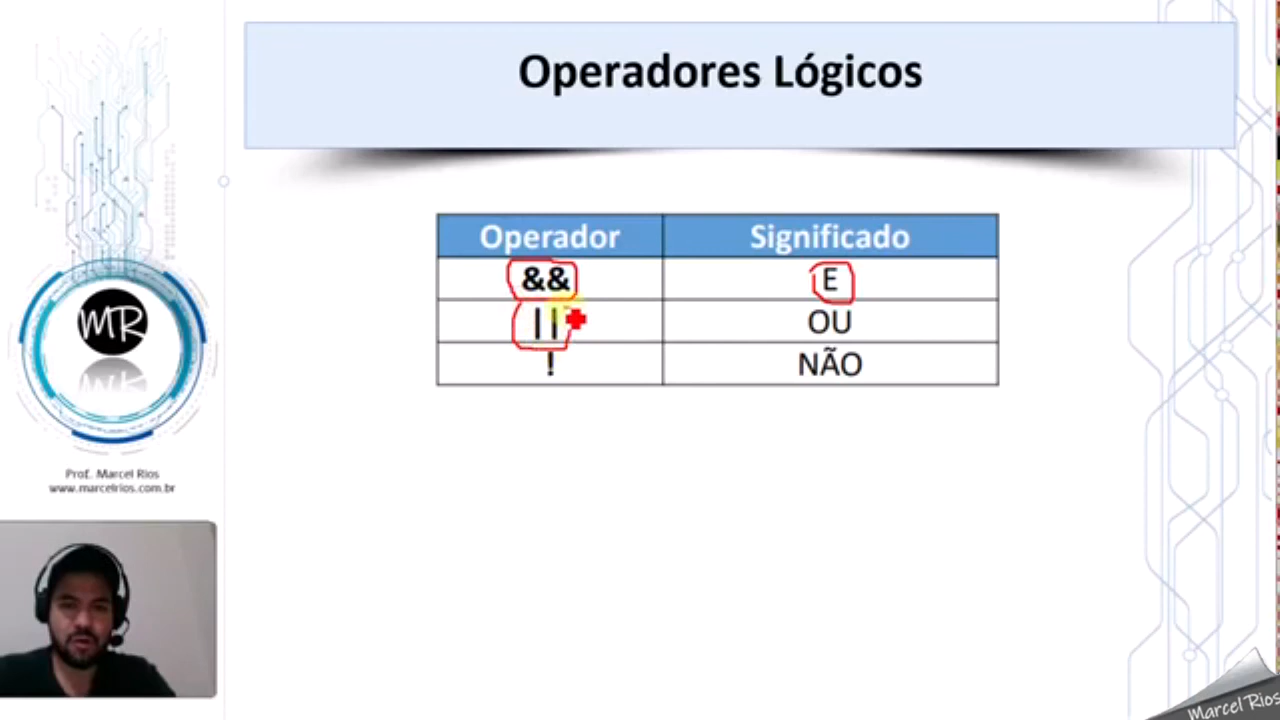 Operadores Lógicos
Operador Significado
&& E
|| OU
! NÃO
MR
Prof. Marcel Rios
www.marcelrios.com.br
Marcel Rios